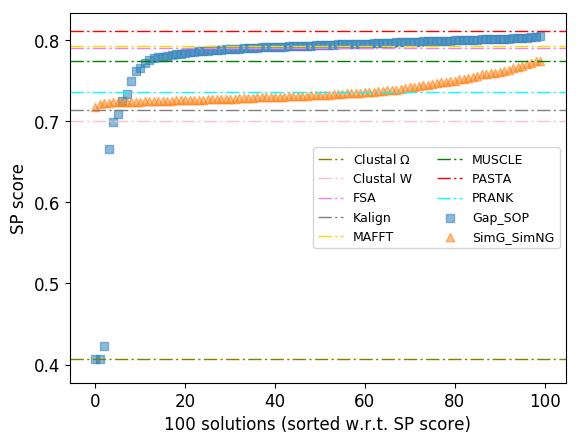 0.8
0.7
0.6
0.5
0.4
SP score
Clustal Ω
Clustal W
FSA
Kalign
MAFFT
MUSCLE
PASTA
PRANK
Gap_SOP
SimG_SimNG
0 20 40 60 80 100
100 solutions (sorted w.r.t. SP score)